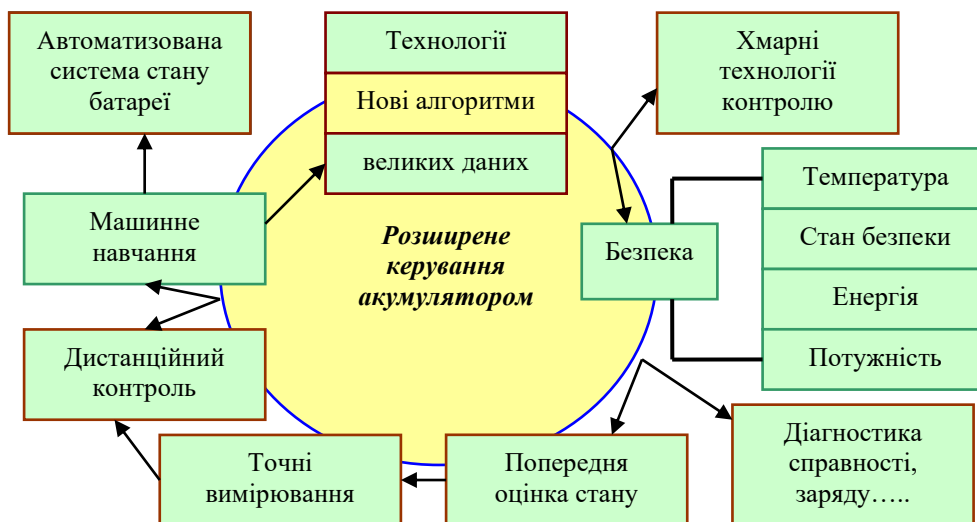 Автоматизована
система стану
батареї
Технології
Нові алгоритми
великих даних
Хмарні
технології
контролю
Машинне
навчання
Розширене
керування
акумулятором
Безпека
Температура
Стан безпеки
Енергія
Потужність
Дистанційний
контроль
Точні
вимірювання
Попередня
оцінка стану
Діагностика
справності,
заряду…..